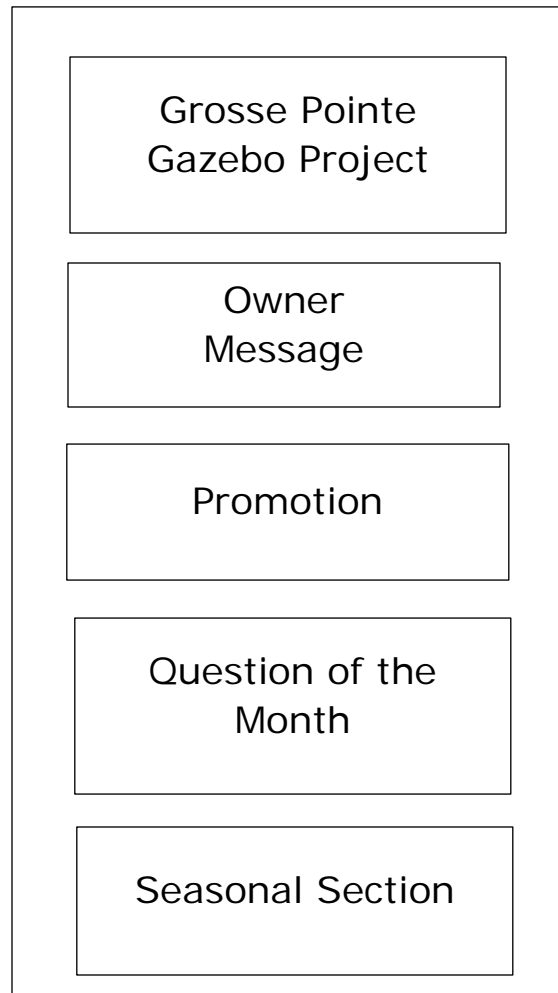 Grosse Pointe
Gazebo Project
Owner
Message
Promotion
Question of the
Month
Seasonal Section